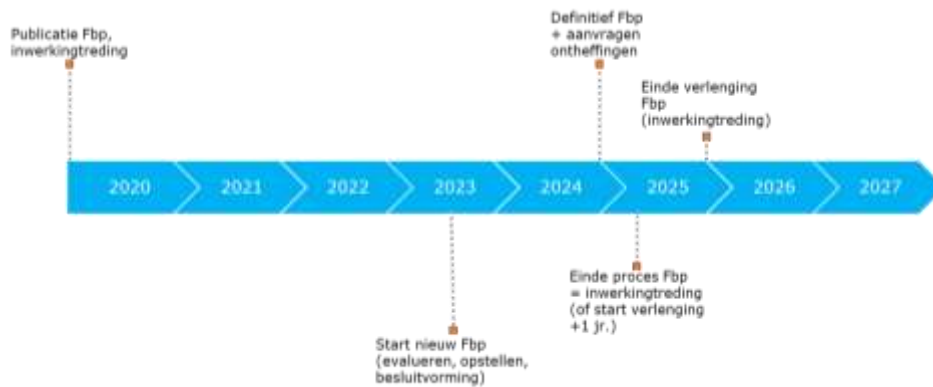 Publicatie Fbp,
inwerkingtreding
Definitief Fbp
+ aanvragen
ontheffingen
Einde verlenging
Fbp
(inwerkingtreding)
2020
2021
2022
2023
2024
2025
2026
2027
Start nieuw Fbp
(evalueren, opstellen,
besluitvorming)
Einde proces Fbp
= inwerkingtreding
(of start verlenging
+1 jr.)